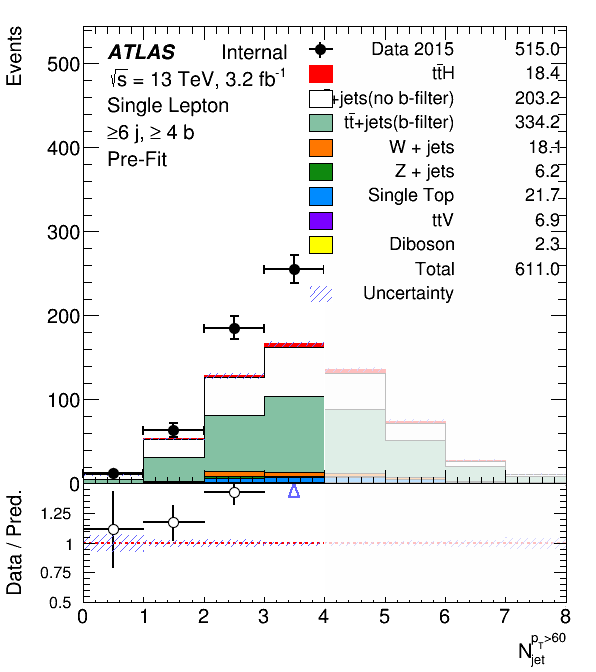 Events
ATLAS Internal
√s = 13 TeV, 3.2 fb-1
Single Lepton
≥6 j, ≥ 4 b
Pre-Fit
Data 2015 515.0
tt̄H 18.4
+jets(no b-filter) 203.2
tt̄+jets(b-filter) 334.2
W + jets 18.1
Z + jets 6.2
Single Top 21.7
ttV 6.9
Diboson 2.3
Total 611.0
Uncertainty
500
400
300
200
100
0
Data / Pred.
1.25
1
0.75
0.5
0 1 2 3 4 5 6 7 8
N jet pT>60